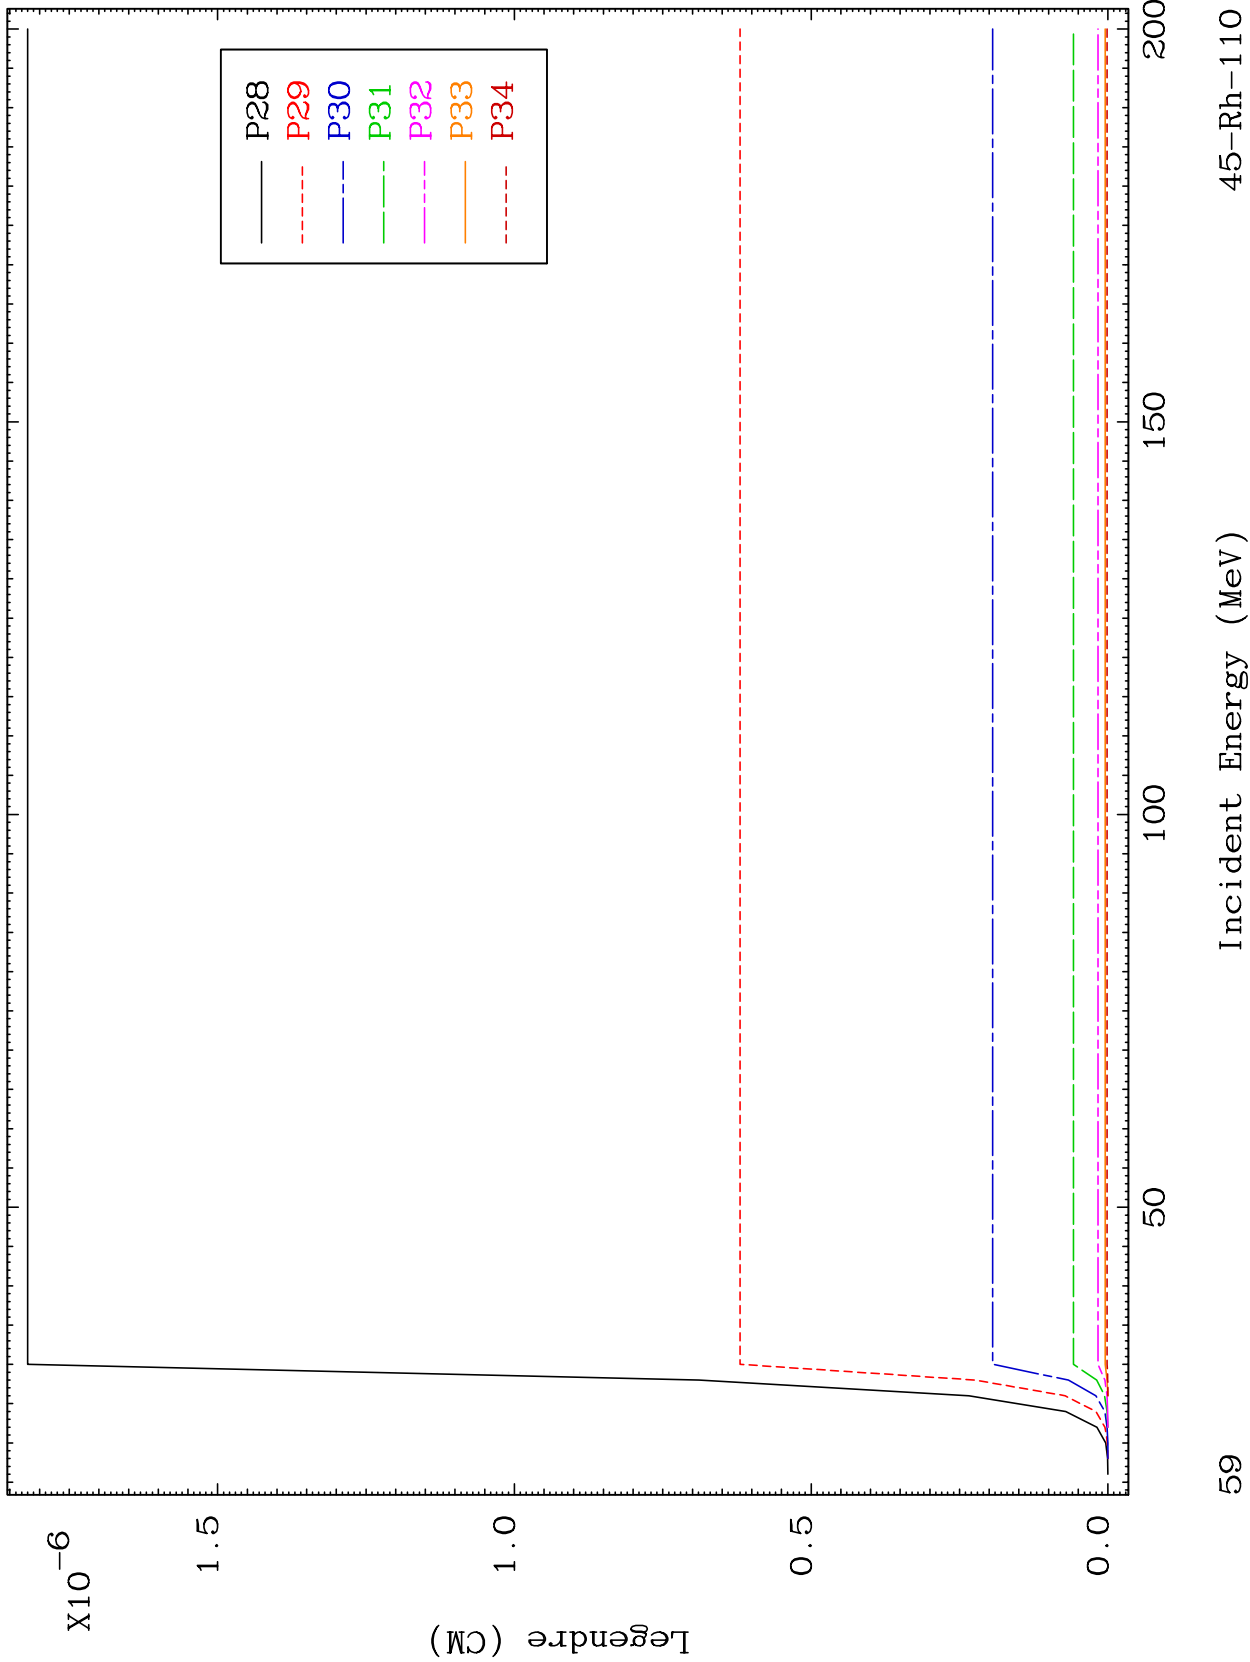 X10-6
1.5
1.0
0.5
0.0
Legendre (CM)
P28
P29
P30
P31
P32
P33
P34
50
100
150
200
Incident Energy (MeV)
59
45-Rh-110